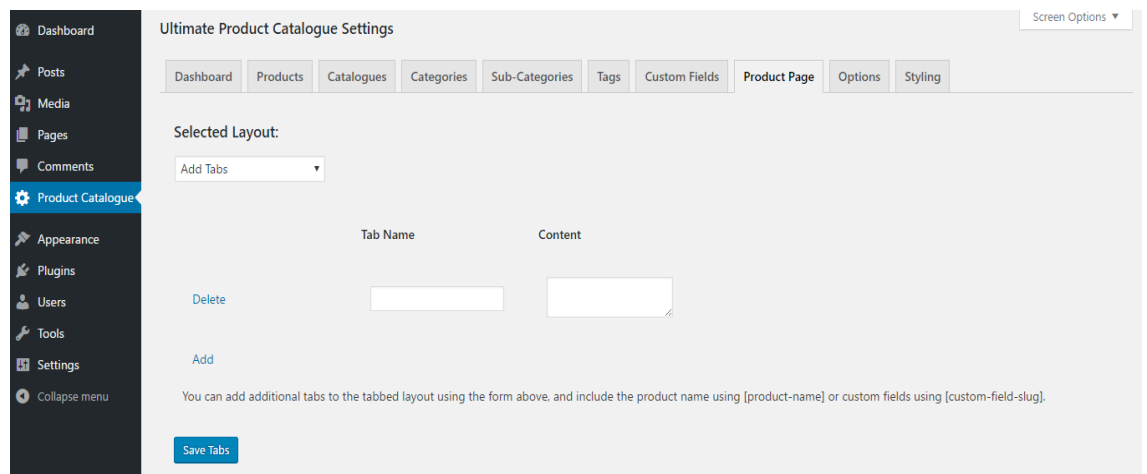 Screen Options ▼
Dashboard
Posts
Media
Pages
Comments
Product Catalogue
Appearance
Plugins
Users
Tools
Settings
Collapse menu
Ultimate Product Catalogue Settings
Dashboard Products Catalogues Categories Sub-Categories Tags Custom Fields Product Page Options Styling
Selected Layout:
Add Tabs
Tab Name Content
Delete
Add
You can add additional tabs to the tabbed layout using the form above, and include the product name using [product-name] or custom fields using [custom-field-slug].
Save Tabs